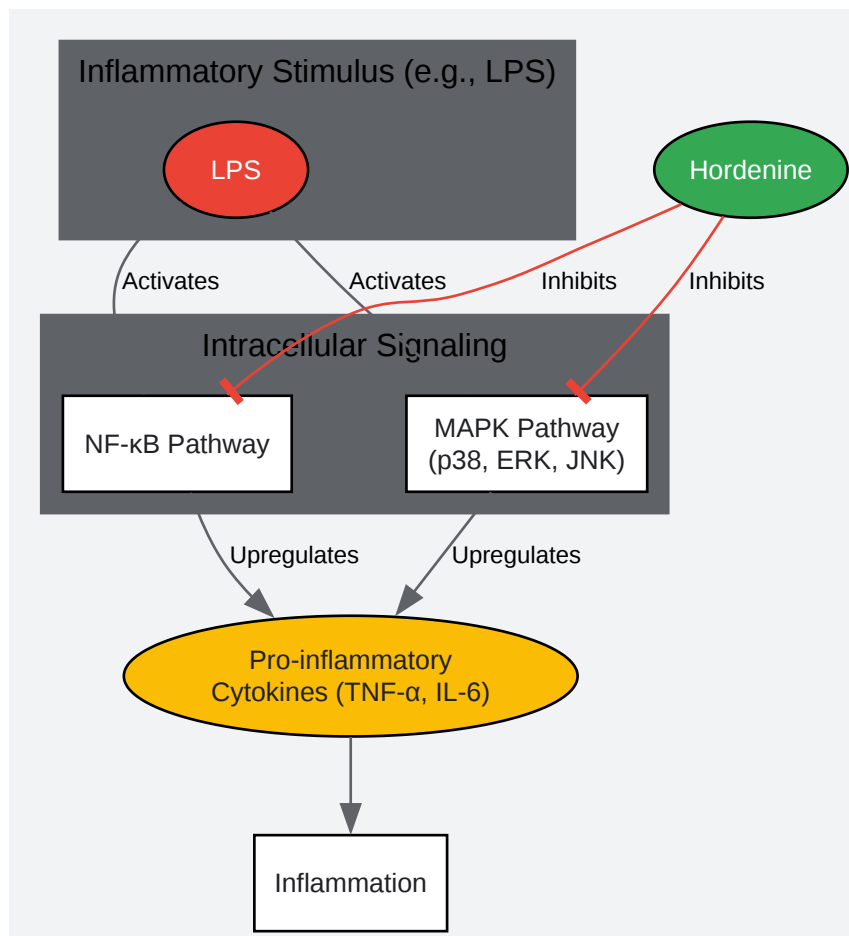 Inflammatory Stimulus (e.g., LPS)
LPS
Hordenine
Activates
Activates
Inhibits
Inhibits
Intracellular Signaling
NF-κB Pathway
MAPK Pathway
(p38, ERK, JNK)
Upregulates
Upregulates
Pro-inflammatory
Cytokines (TNF-α, IL-6)
Inflammation